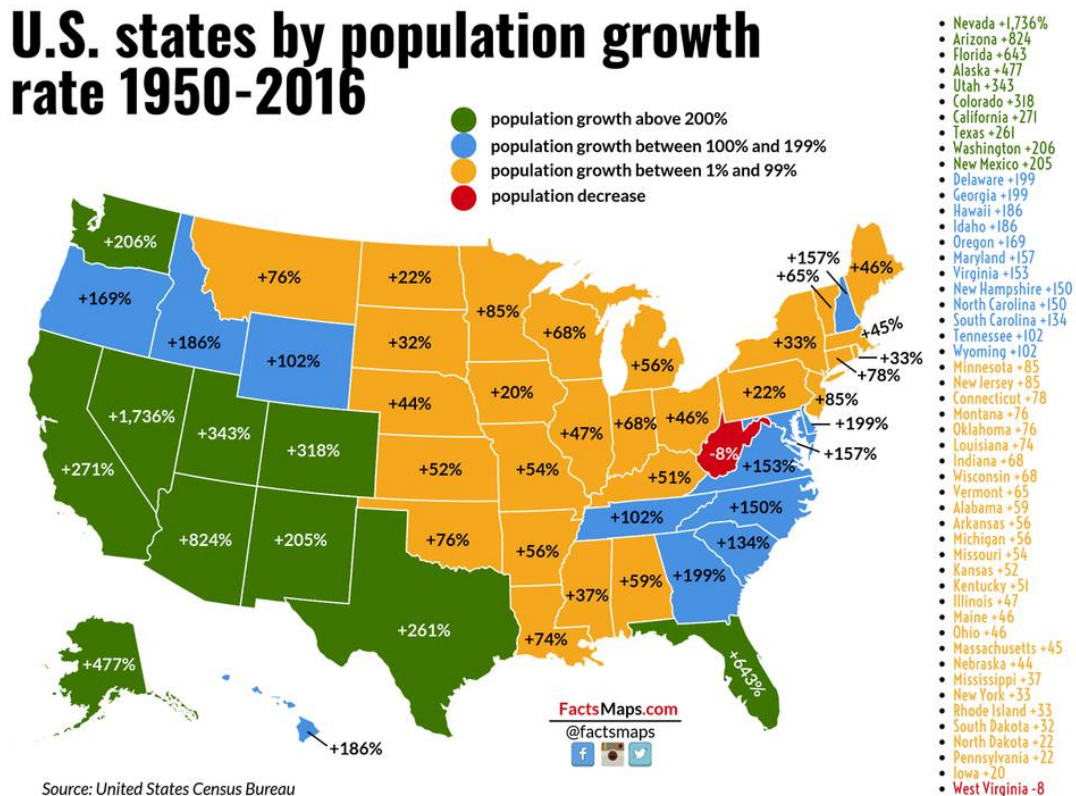 U.S. states by population growth
rate 1950-2016
population growth above 200%
population growth between 100% and 199%
population growth between 1% and 99%
population decrease
+206%
+169%
+186%
+76%
+102%
+22%
+32%
+44%
+52%
+76%
+85%
+20%
+54%
+56%
+74%
+68%
+47%
+56%
+68%
+46%
+51%
+102%
+37%
+59%
+199%
+134%
+150%
+153%
-8%
+22%
+33%
+65%
+157%
+46%
+45%
+33%
+78%
+85%
+199%
+157%
+271%
+1,736%
+343%
+318%
+824%
+205%
+261%
+643%
+477%
+186%
FactsMaps.com
@factsmaps
Source: United States Census Bureau
• Nevada +1,736%
• Arizona +824
• Florida +643
• Alaska +477
• Utah +343
• Colorado +318
• California +271
• Texas +261
• Washington +206
• New Mexico +205
• Delaware +199
• Georgia +199
• Hawaii +186
• Idaho +186
• Oregon +169
• Maryland +157
• Virginia +153
• New Hampshire +150
• North Carolina +150
• South Carolina +134
• Tennessee +102
• Wyoming +102
• Minnesota +85
• New Jersey +85
• Connecticut +78
• Montana +76
• Oklahoma +76
• Louisiana +74
• Indiana +68
• Wisconsin +68
• Vermont +65
• Alabama +59
• Arkansas +56
• Michigan +56
• Missouri +54
• Kansas +52
• Kentucky +51
• Illinois +47
• Maine +46
• Ohio +46
• Massachusetts +45
• Nebraska +44
• Mississippi +37
• New York +33
• Rhode Island +33
• South Dakota +32
• North Dakota +22
• Pennsylvania +22
• Iowa +20
• West Virginia -8